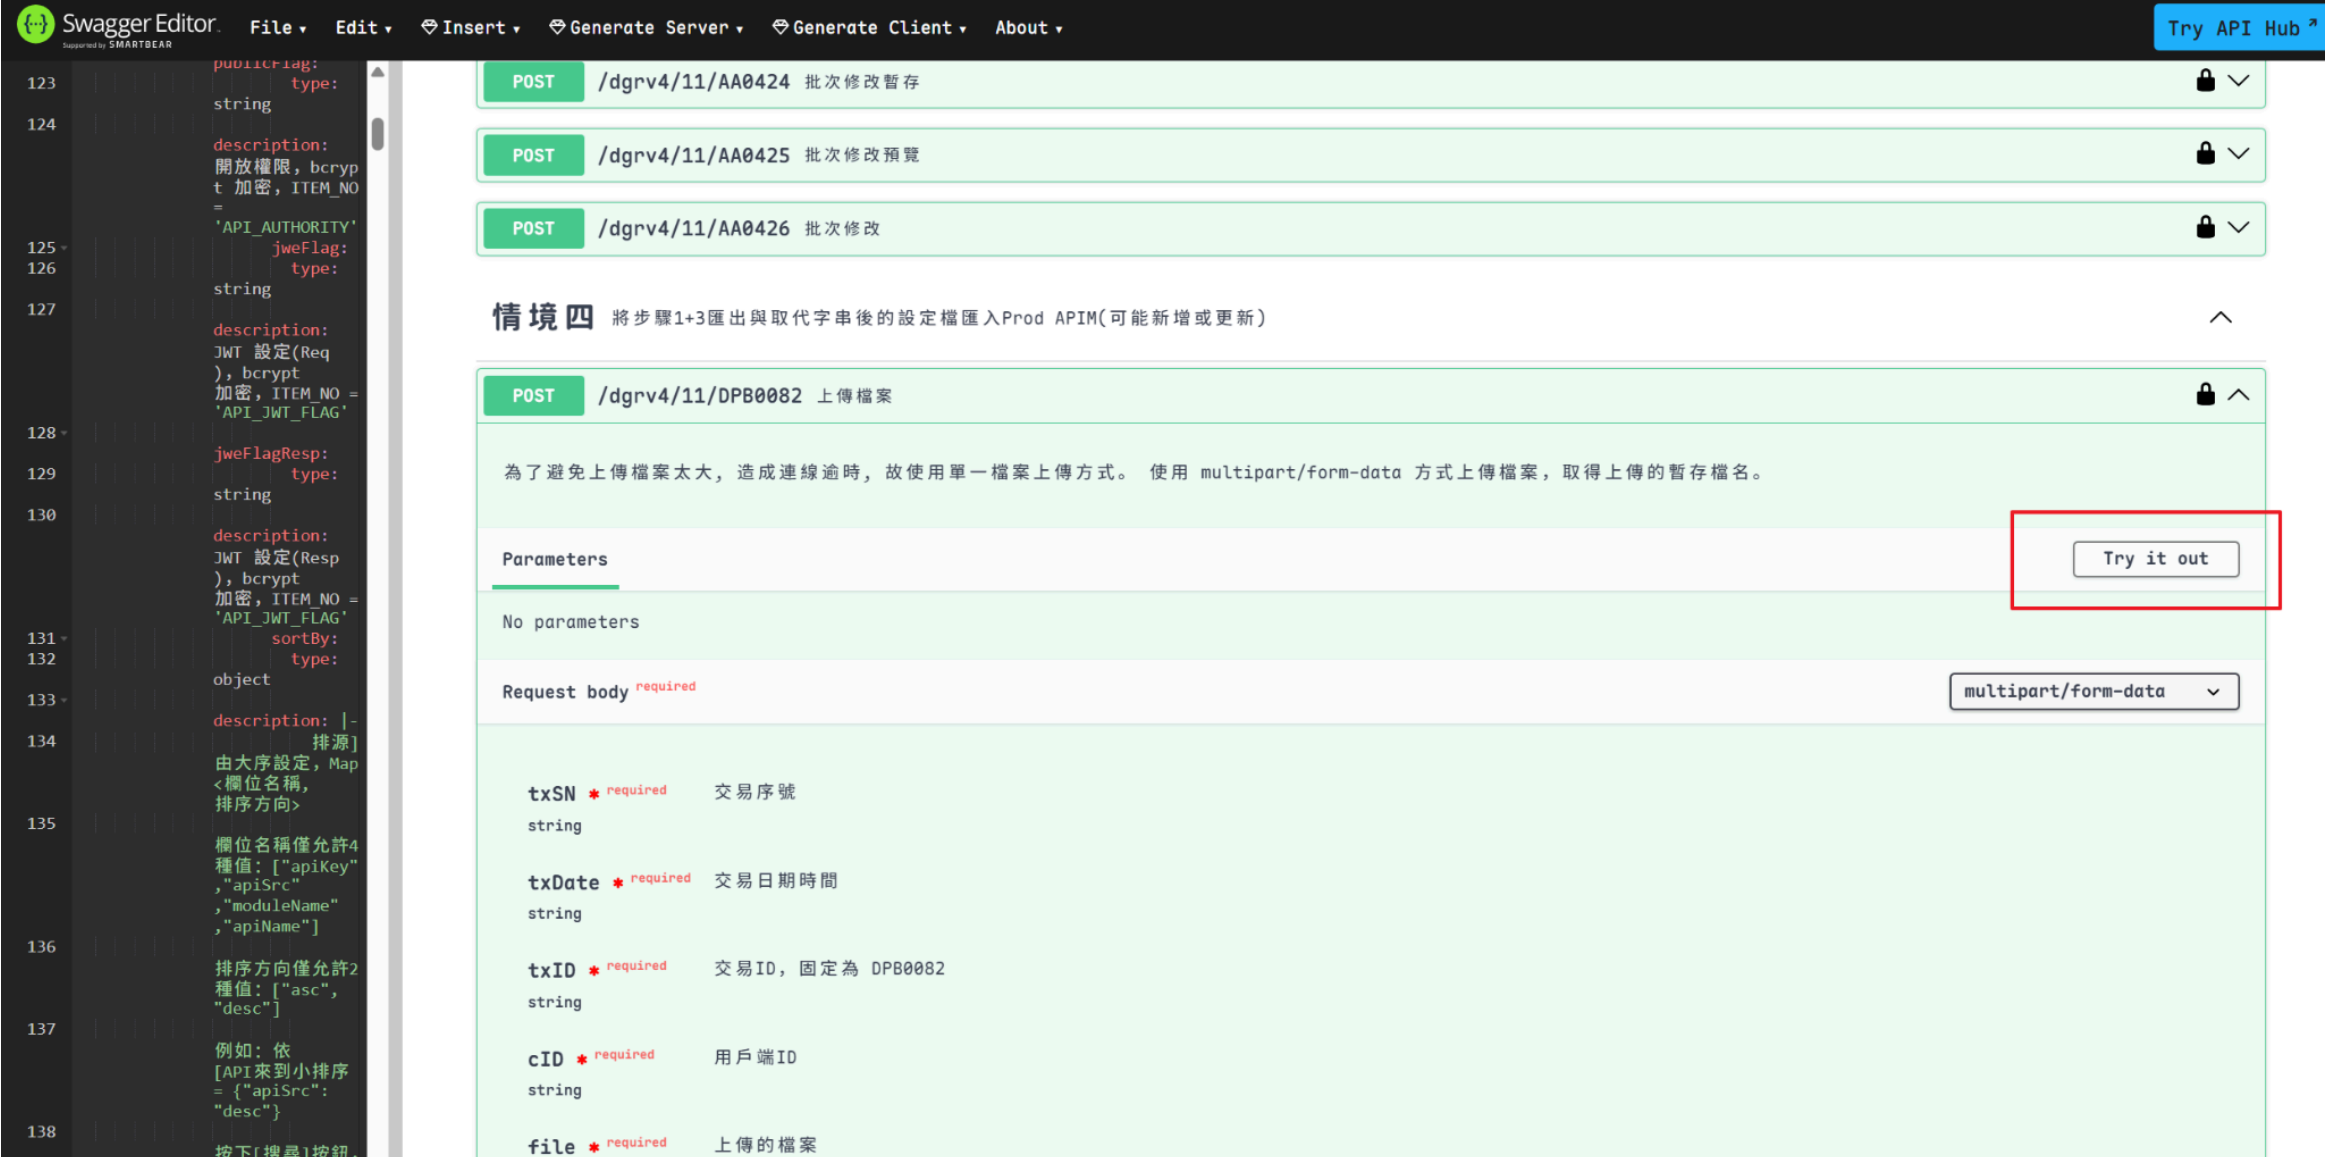 Swagger Editor.
Supported by SMARTBEAR
File
Edit
Insert
Generate Server
Generate Client
About
Try API Hub
publicFlag:
123 type:
string
124
description:
開放權限, bcryp
t 加密, ITEM_NO
=
'API_AUTHORITY'
125 jweFlag:
126 type:
string
127
description:
JWT 設定(Req
), bcrypt
加密, ITEM_NO =
'API_JWT_FLAG'
128
jweFlagResp:
129 type:
string
130
description:
JWT 設定(Resp
), bcrypt
加密, ITEM_NO =
'API_JWT_FLAG'
131 sortBy:
132 type:
object
133
description: |-
134 排源]
由大序設定, Map
<欄位名稱,
排序方向>
135
欄位名稱僅允許4
種值: ["apiKey"
,"apiSrc"
,"moduleName"
,"apiName"]
136
排序方向僅允許2
種值: ["asc",
"desc"]
137
例如: 依
[API來到小排序
= {"apiSrc":
"desc"}
138
按下[搜尋]按鈕,
POST /dgrv4/11/AA0424 批次修改暫存
POST /dgrv4/11/AA0425 批次修改預覽
POST /dgrv4/11/AA0426 批次修改
情境四 將步驟1+3匯出與取代字串後的設定檔匯入Prod APIM(可能新增或更新)
POST /dgrv4/11/DPB0082 上傳檔案
為了避免上傳檔案太大, 造成連線逾時, 故使用單一檔案上傳方式。 使用 multipart/form-data 方式上傳檔案, 取得上傳的暫存檔名。
Parameters
Try it out
No parameters
Request body required
multipart/form-data
txSN * required 交易序號
string
txDate * required 交易日期時間
string
txID * required 交易ID, 固定為 DPB0082
string
cID * required 用戶端ID
string
file * required 上傳的檔案